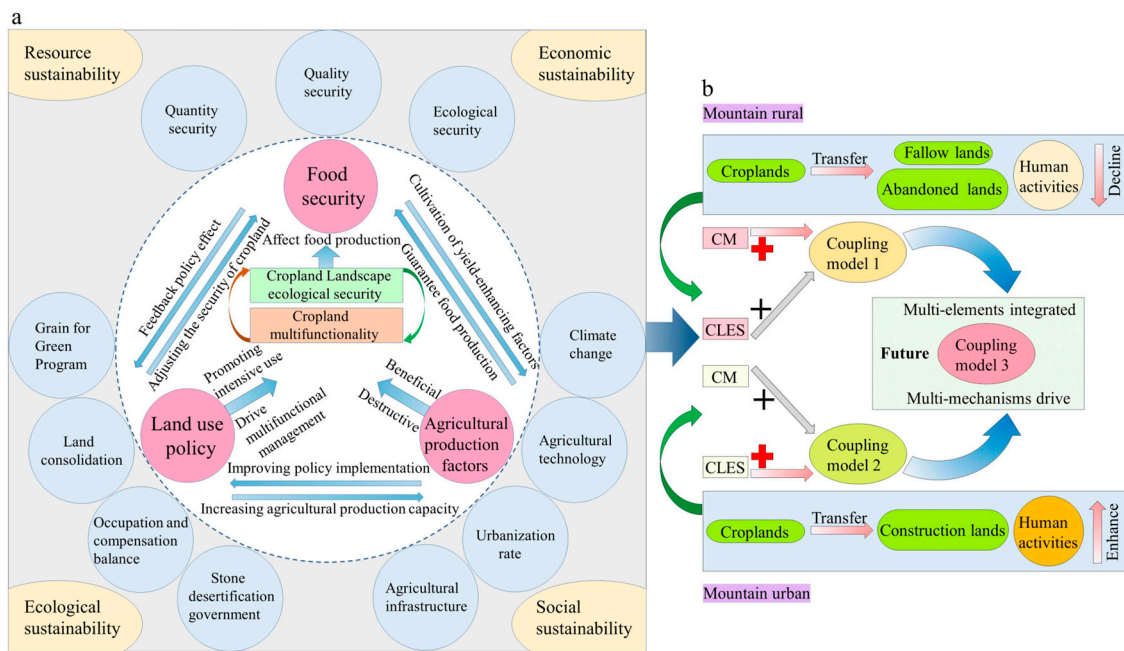 a
Resource
sustainability
Economic
sustainability
Quantity
security
Quality
security
Ecological
security
Food
security
Feedback policy effect
Adjusting the security of cropland
Cultivation of yield-enhancing factors
Guarantee food production
Affect food production
Cropland Landscape
ecological security
Cropland
multifunctionality
Grain for
Green
Program
Climate
change
Promoting
intensive use
Drive
multifunctional
management
Beneficial
Destructive
Land use
policy
Agricultural
production
factors
Land
consolidation
Agricultural
technology
Improving policy implementation
Increasing agricultural production capacity
Occupation and
compensation
balance
Urbanization
rate
Stone
desertification
government
Agricultural
infrastructure
Ecological
sustainability
Social
sustainability
b
Mountain rural
Croplands
Transfer
Fallow lands
Abandoned lands
Human
activities
Decline
CM
Coupling
model 1
CLES
Multi-elements integrated
Future
Coupling
model 3
Multi-mechanisms drive
CM
CLES
Coupling
model 2
Croplands
Transfer
Construction lands
Human
activities
Enhance
Mountain urban